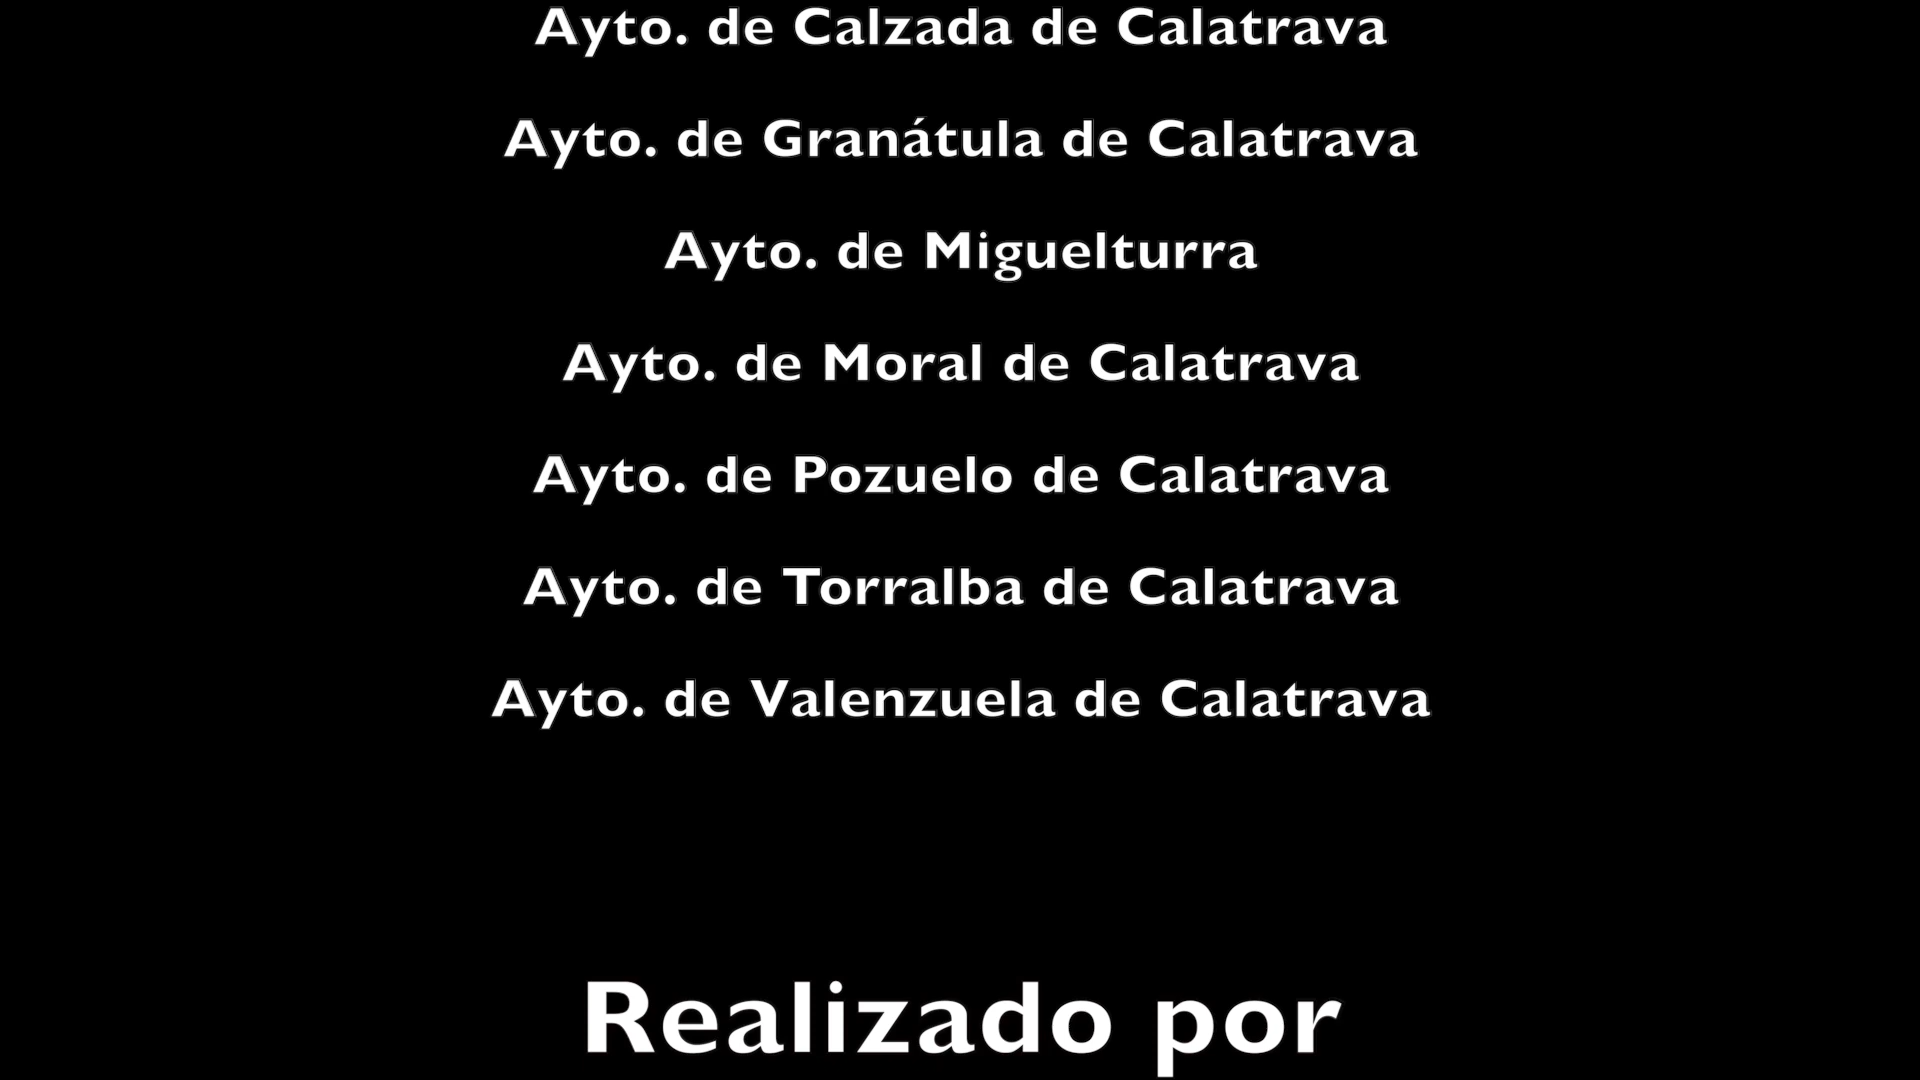 Ayto. de Calzada de Calatrava
Ayto. de Granátula de Calatrava
Ayto. de Miguelturra
Ayto. de Moral de Calatrava
Ayto. de Pozuelo de Calatrava
Ayto. de Torralba de Calatrava
Ayto. de Valenzuela de Calatrava
Realizado por